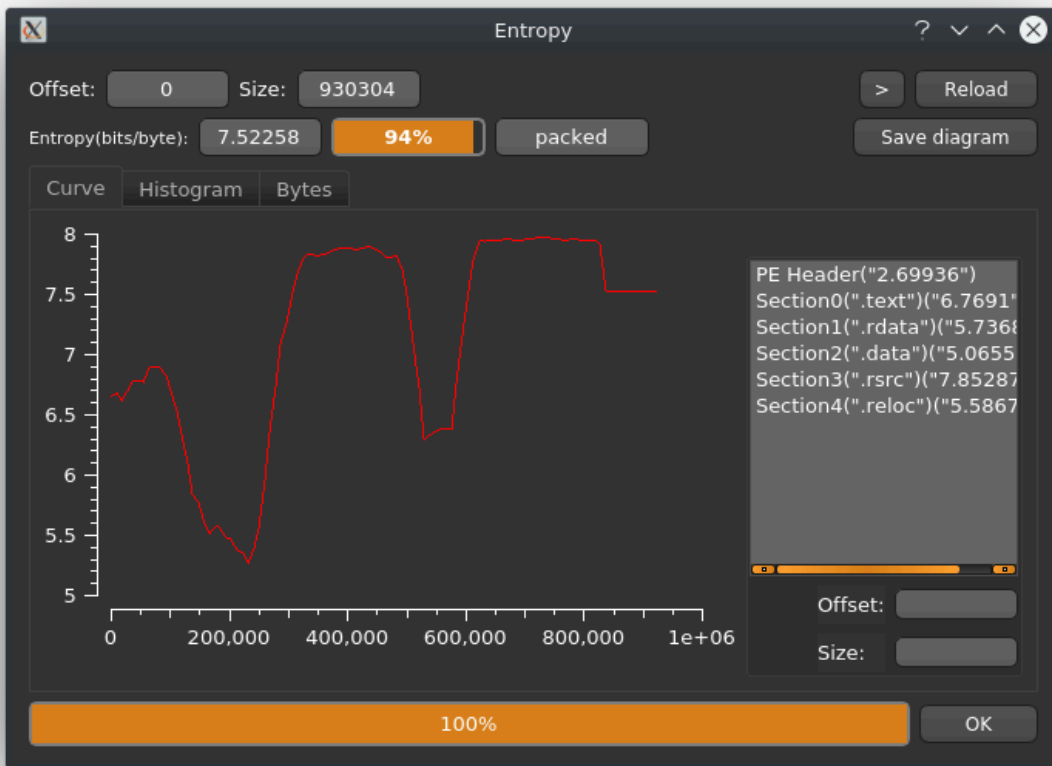 Entropy
Offset: 0 Size: 930304 > Reload
Entropy(bits/byte): 7.52258 94% packed Save diagram
Curve Histogram Bytes
8
7.5
7
6.5
6
5.5
5
0 200,000 400,000 600,000 800,000 1e+06
PE Header("2.69936")
Section0(".text")("6.7691"
Section1(".rdata")("5.7368
Section2(".data")("5.0655
Section3(".rsrc")("7.85287
Section4(".reloc")("5.5867
Offset:
Size:
100% OK